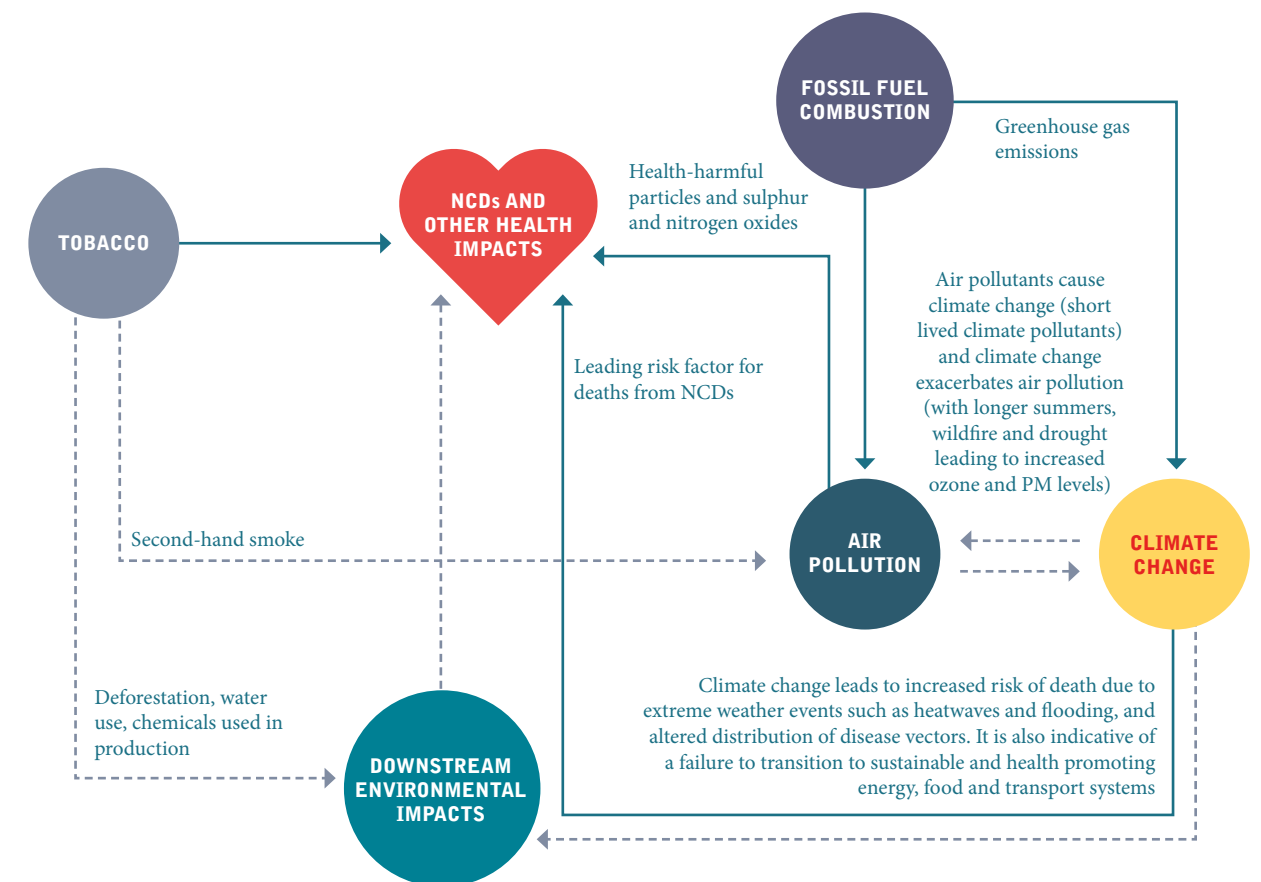 FOSSIL FUEL
COMBUSTION
Greenhouse gas
emissions
Health-harmful
particles and sulphur
and nitrogen oxides
NCDs AND
OTHER HEALTH
IMPACTS
TOBACCO
Air pollutants cause
climate change (short
lived climate pollutants)
and climate change
exacerbates air pollution
(with longer summers,
wildfire and drought
leading to increased
ozone and PM levels)
Leading risk factor for
deaths from NCDs
Second-hand smoke
AIR
POLLUTION
CLIMATE
CHANGE
Deforestation, water
use, chemicals used in
production
Climate change leads to increased risk of death due to
extreme weather events such as heatwaves and flooding, and
altered distribution of disease vectors. It is also indicative of
a failure to transition to sustainable and health promoting
energy, food and transport systems
DOWNSTREAM
ENVIRONMENTAL
IMPACTS